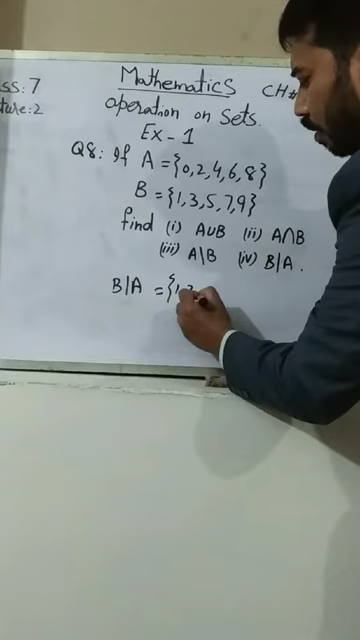 ss: 7 Mathematics CH#
ture: 2 operation on Sets.
Ex - 1
Q8: If A = {0,2,4,6,8}
B = {1,3,5,7,9}
find (i) A∪B (ii) A∩B
(iii) A\B (iv) B|A.
B|A = {1,3